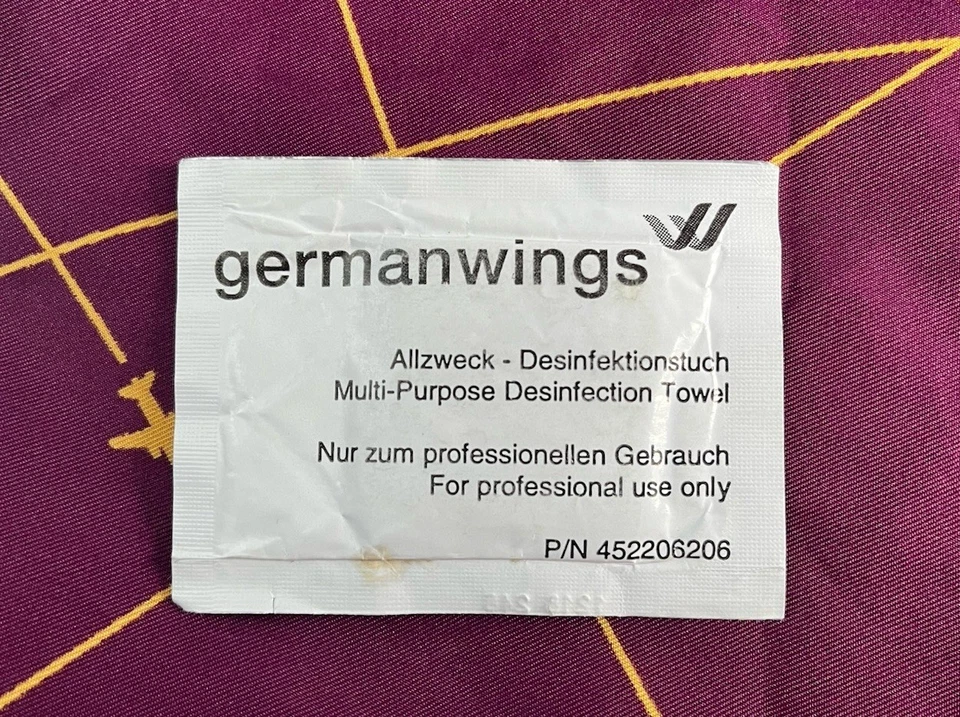 germanwings
Allzweck - Desinfektionstuch
Multi-Purpose Desinfection Towel
Nur zum professionellen Gebrauch
For professional use only
P/N 452206206